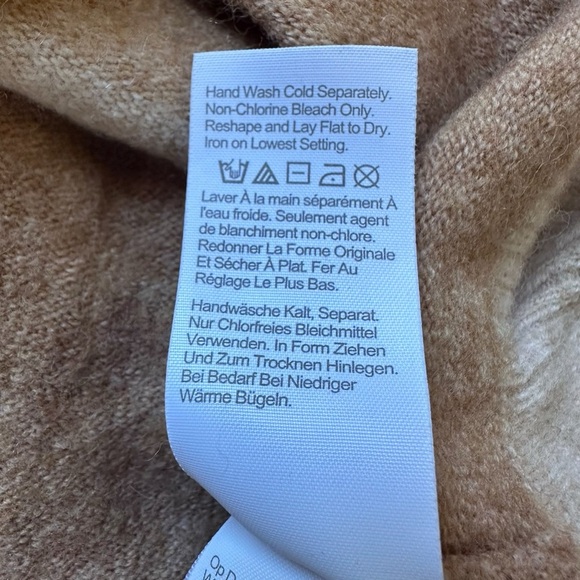 Hand Wash Cold Separately.
Non-Chlorine Bleach Only.
Reshape and Lay Flat to Dry.
Iron on Lowest Setting.
Laver À la main séparément À
l'eau froide. Seulement agent
de blanchiment non-chlore.
Redonner La Forme Originale
Et Sécher À Plat. Fer Au
Réglage Le Plus Bas.
Handwäsche Kalt, Separat.
Nur Chlorfreies Bleichmittel
Verwenden. In Form Ziehen
Und Zum Trocknen Hinlegen.
Bei Bedarf Bei Niedriger
Wärme Bügeln.
Op